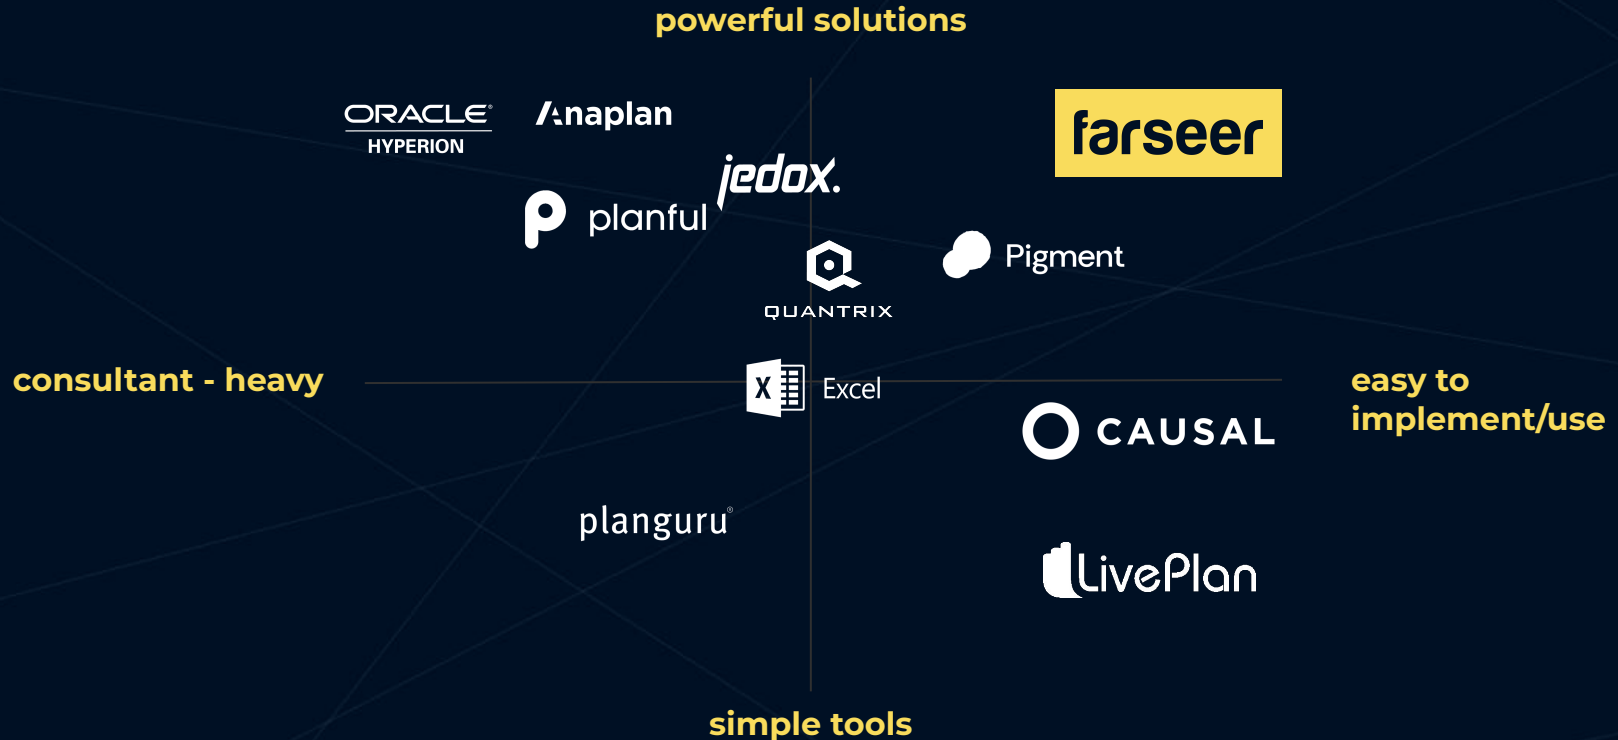 powerful solutions
ORACLE®
HYPERION
Anaplan
farseer
jedox.
planful
Pigment
QUANTRIX
consultant - heavy
X Excel
easy to
implement/use
CAUSAL
planguru®
LivePlan
simple tools